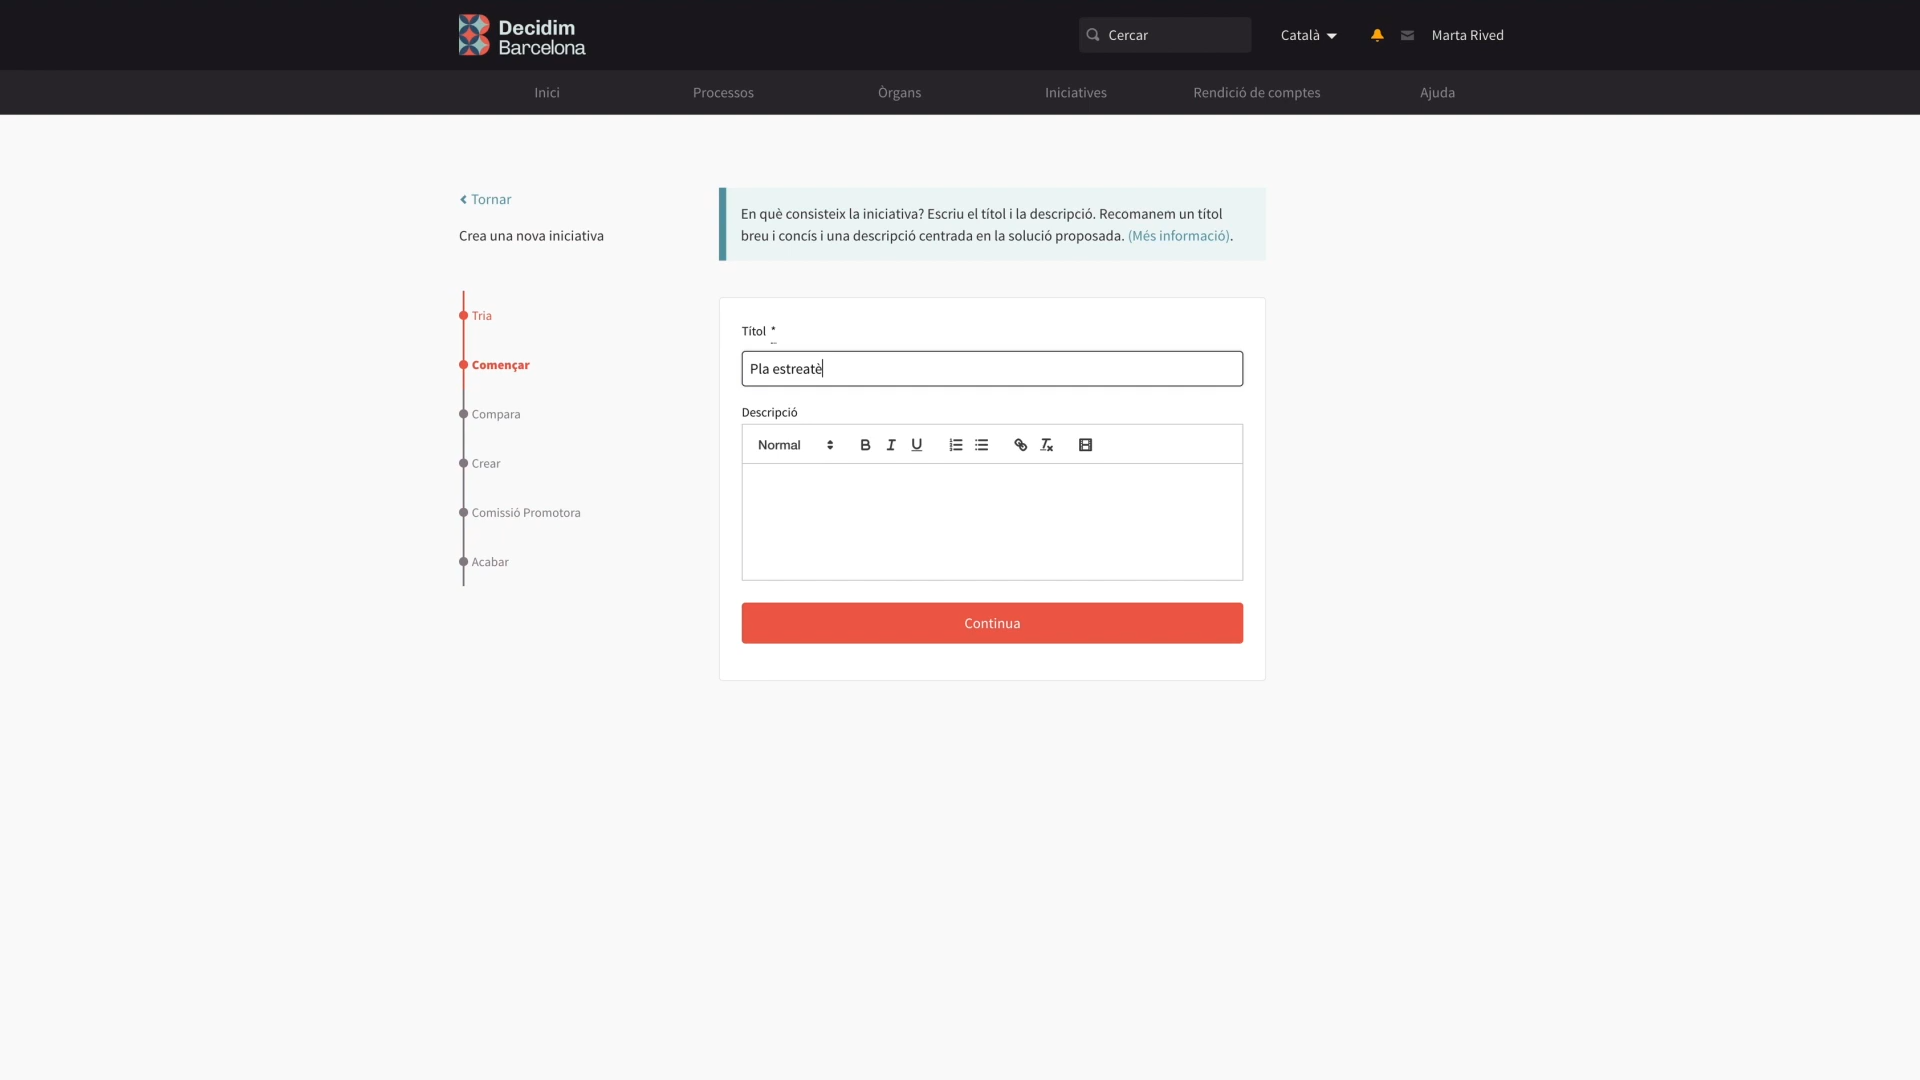 Decidim
Barcelona
Cercar
Català
Marta Rived
Inici
Processos
Òrgans
Iniciatives
Rendició de comptes
Ajuda
Tornar
Crea una nova iniciativa
Tria
Començar
Compara
Crear
Comissió Promotora
Acabar
En què consisteix la iniciativa? Escriu el títol i la descripció. Recomanem un títol
breu i concís i una descripció centrada en la solució proposada. (Més informació).
Títol *
Pla estreatè
Descripció
Normal
Continua